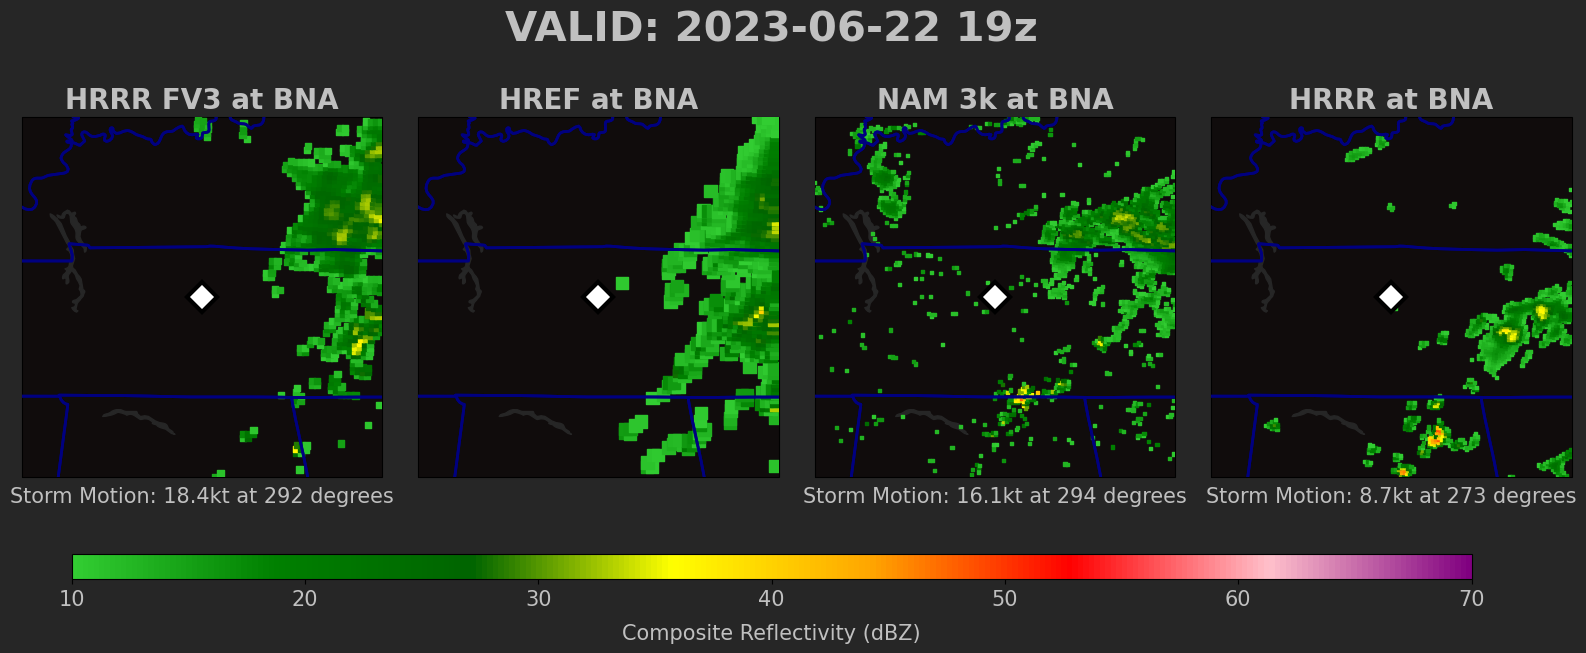 VALID: 2023-06-22 19z
HRRR FV3 at BNA
HREF at BNA
NAM 3k at BNA
HRRR at BNA
Storm Motion: 18.4kt at 292 degrees
Storm Motion: 16.1kt at 294 degrees
Storm Motion: 8.7kt at 273 degrees
10 20 30 40 50 60 70
Composite Reflectivity (dBZ)